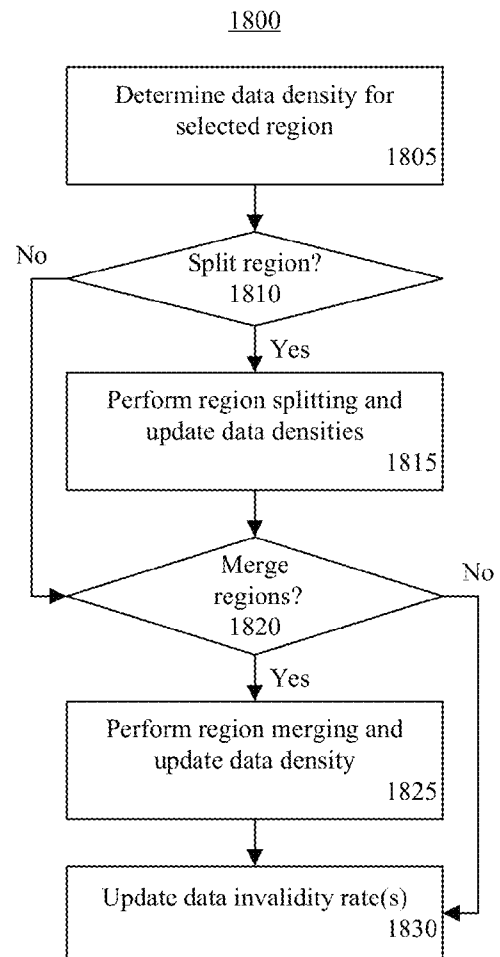 1800
Determine data density for
selected region
1805
No
Split region?
1810
Yes
Perform region splitting and
update data densities
1815
Merge
regions?
1820
No
Yes
Perform region merging and
update data density
1825
Update data invalidity rate(s)
1830